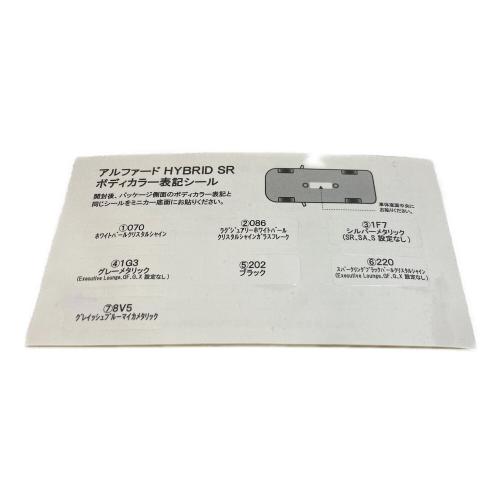 アルファード HYBRID SR
ボディカラー表記シール
開封後、パッケージ側面のボディカラー表記と
同じシールをミニカー底面にお貼りください。
車体底面中央に
お貼りください。
①070
ホワイトパールクリスタルシャイン
②086
ラグジュアリーホワイトパール
クリスタルシャインガラスフレーク
③1F7
シルバーメタリック
(SR,SA,S 設定なし)
④1G3
グレーメタリック
(Executive Lounge,GF,G,X 設定なし)
⑤202
ブラック
⑥220
スパークリングブラックパールクリスタルシャイン
(Executive Lounge,GF,G,X 設定なし)
⑦8V5
グレイッシュブルーマイカメタリック